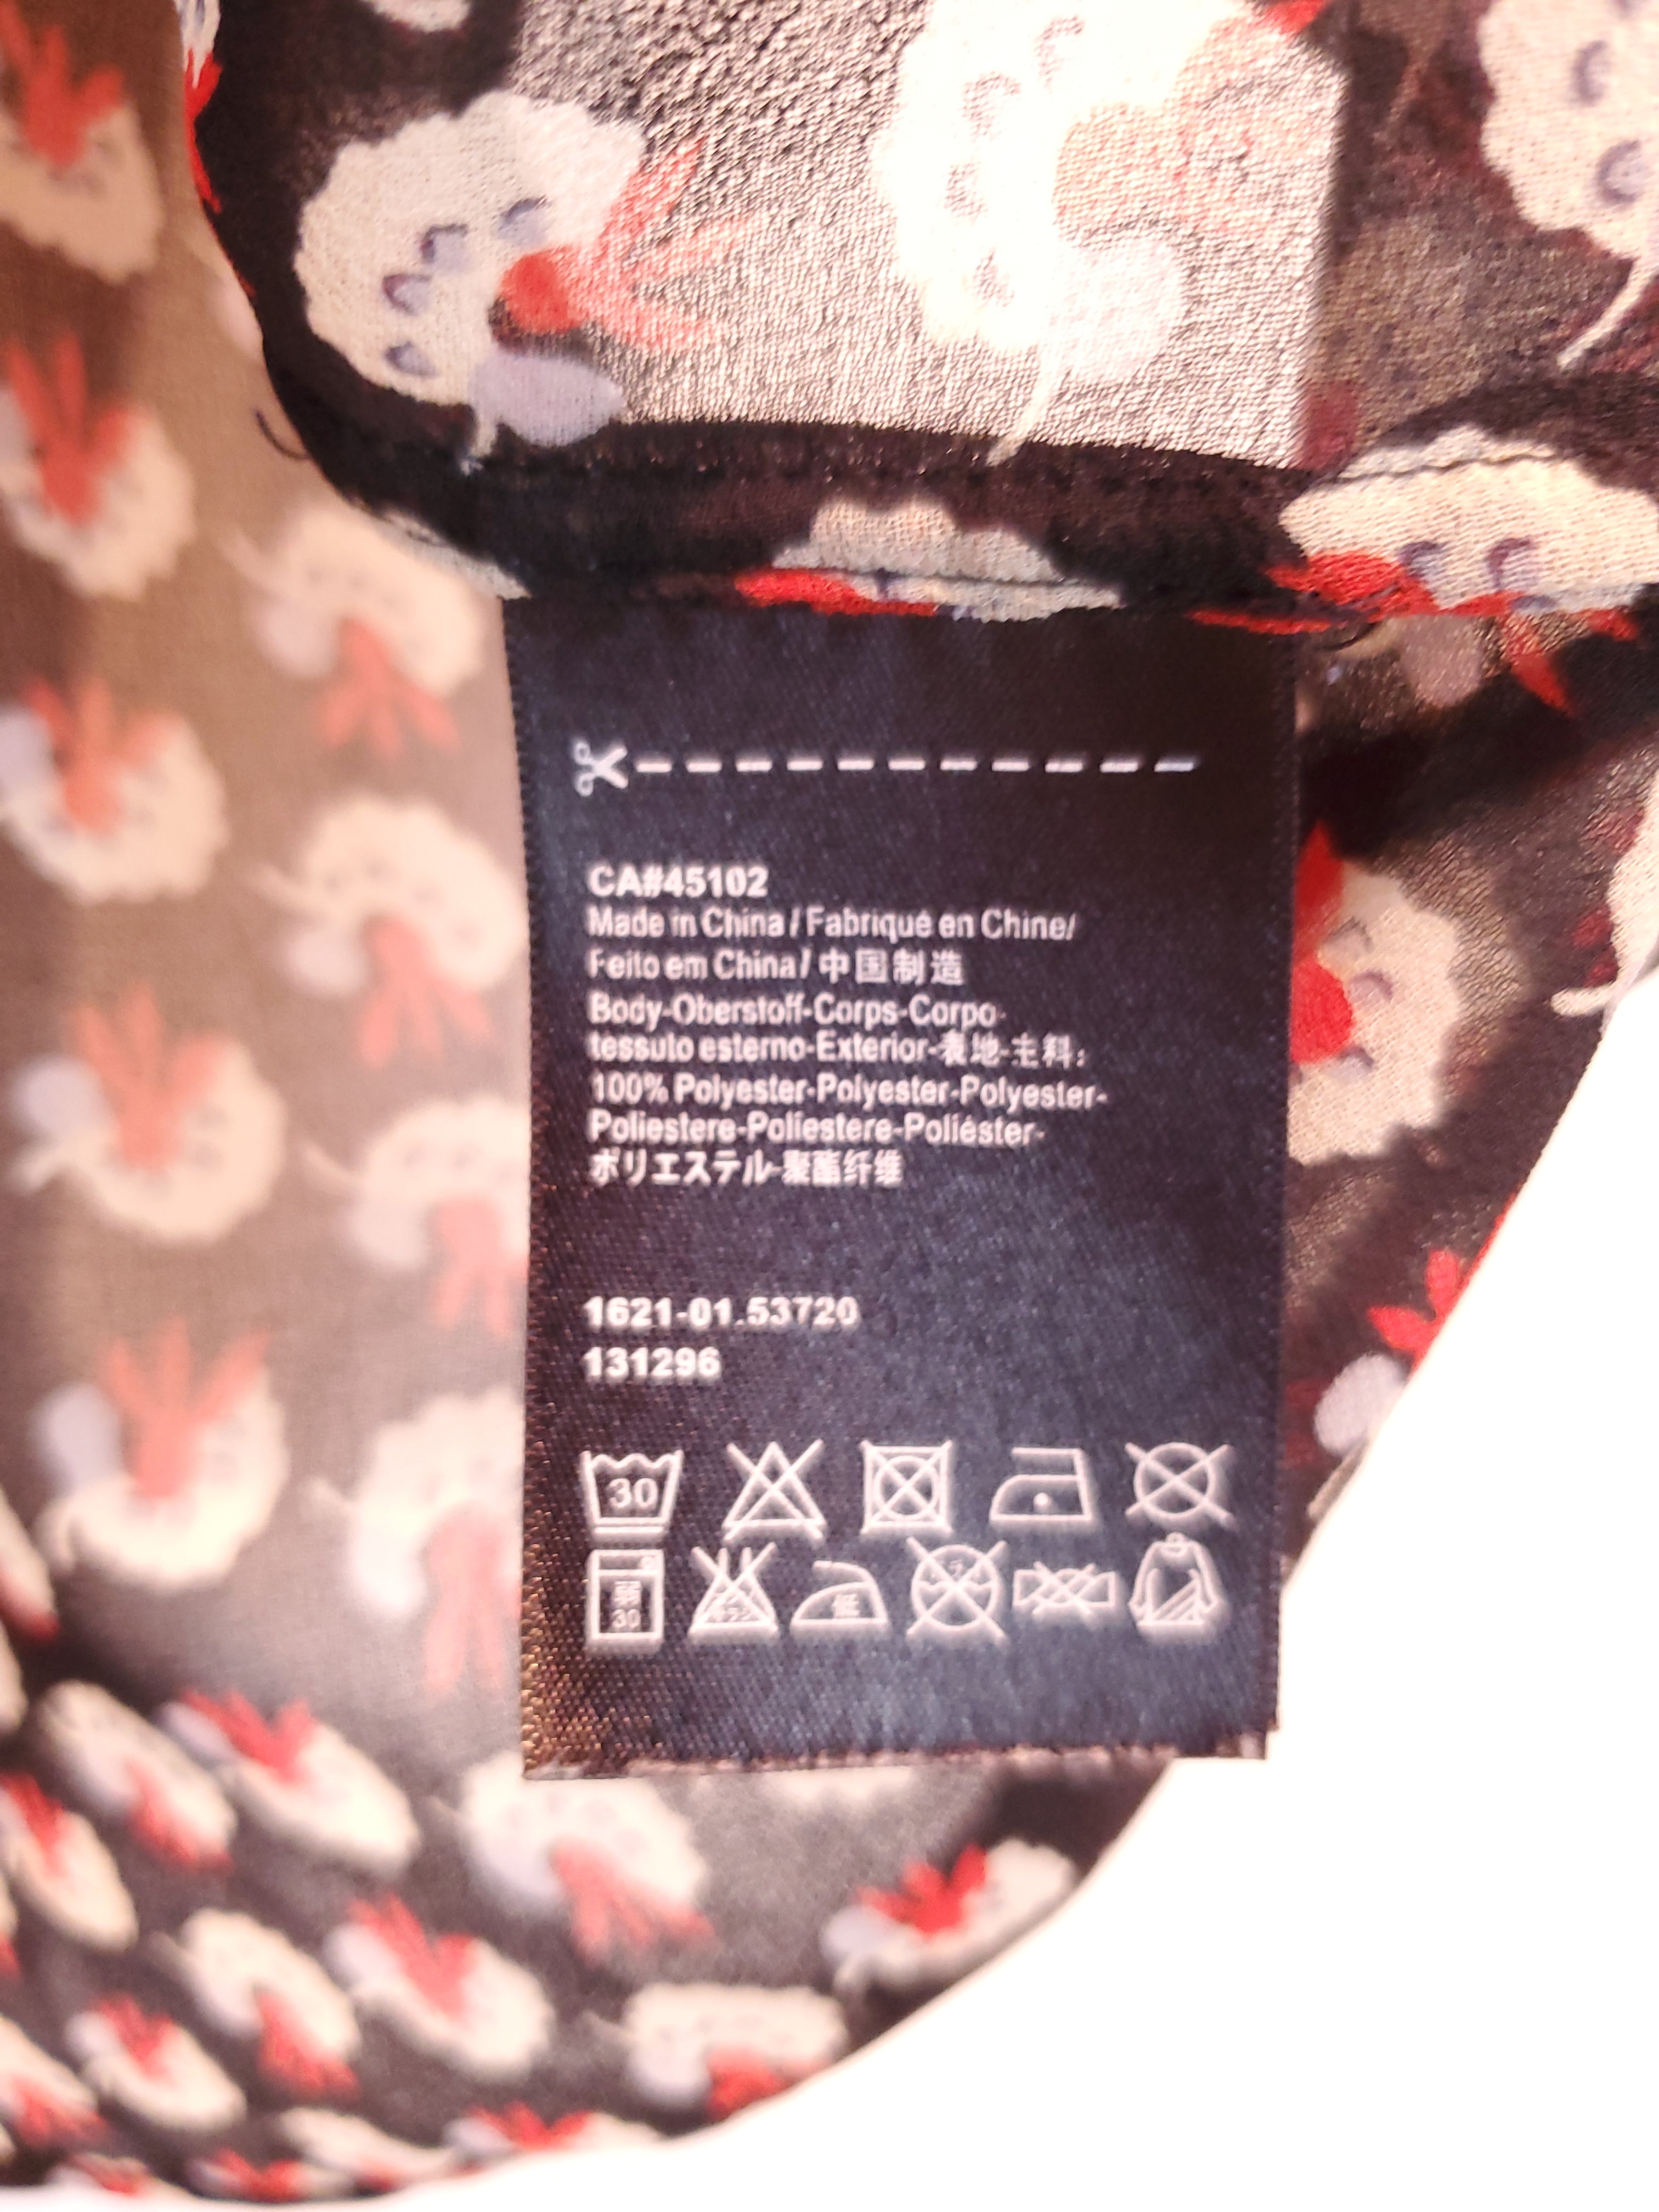 CA#45102
Made in China / Fabriqué en Chine/
Feito em China/ 中国制造
Body-Oberstoff-Corps-Corpo-
tessuto esterno-Exterior-表地-主料:
100% Polyester-Polyester-Polyester-
Poliestere-Poliestere-Poliéster-
ポリエステル-聚酯纤维
1621-01.53720
131296
30
弱
30
低